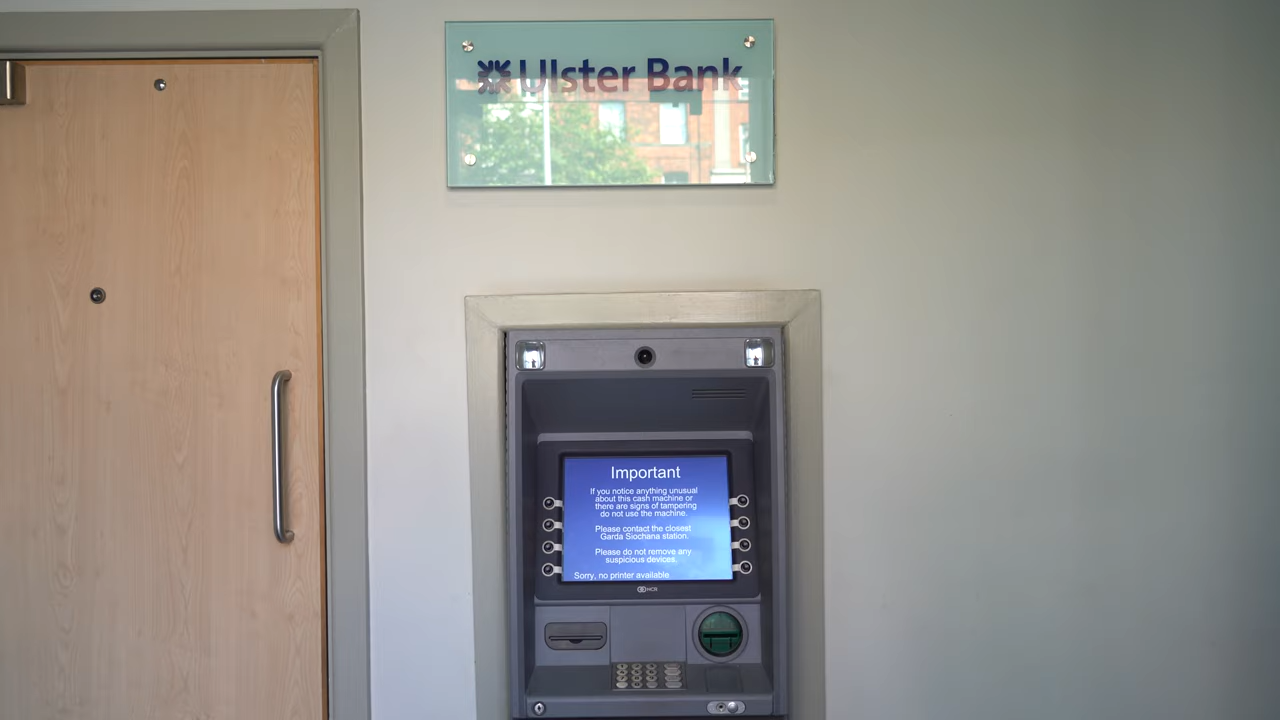 Ulster Bank
Important
If you notice anything unusual
about this cash machine or
there are signs of tampering
do not use the machine.
Please contact the closest
Garda Siochana station.
Please do not remove any
suspicious devices.
Sorry, no printer available
NCR